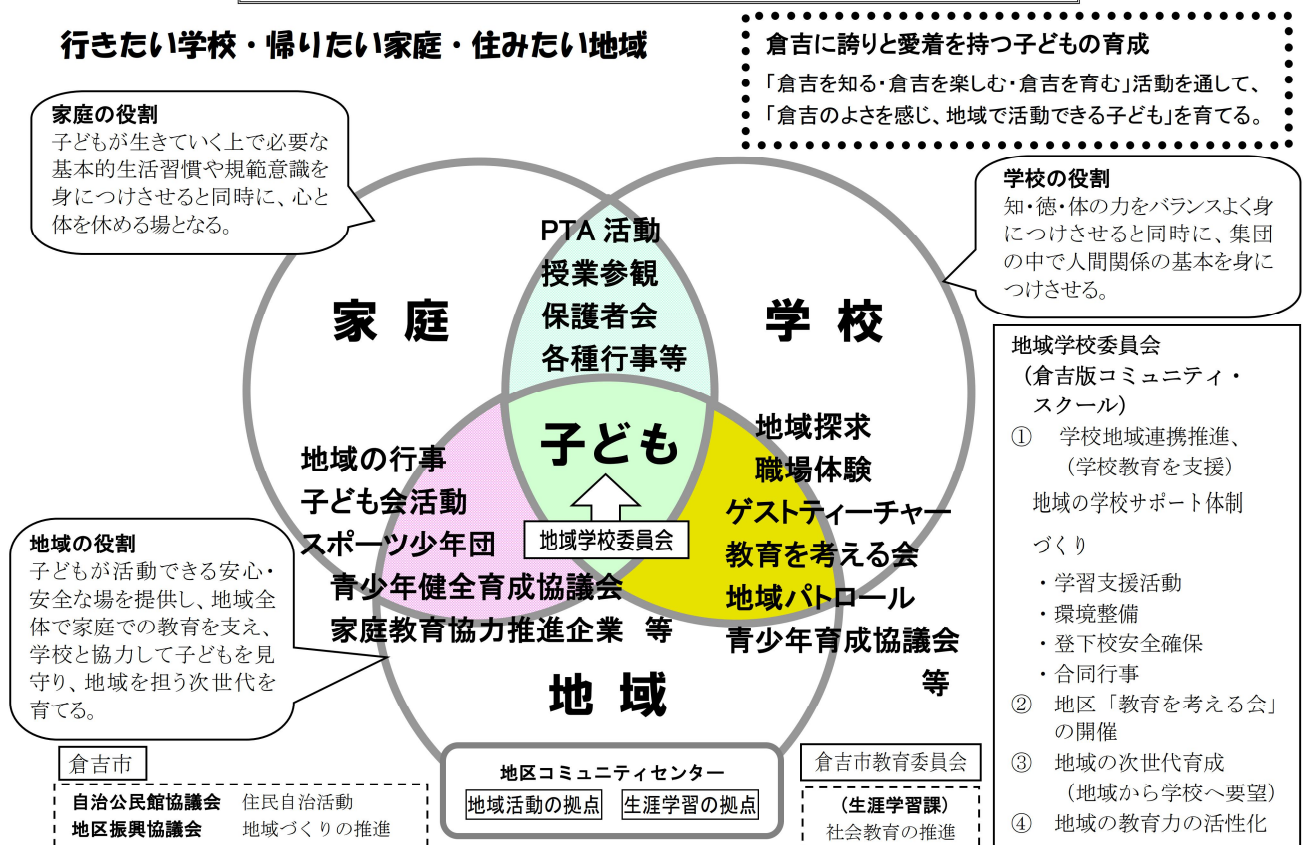 行きたい学校・帰りたい家庭・住みたい地域
倉吉に誇りと愛着を持つ子どもの育成
「倉吉を知る・倉吉を楽しむ・倉吉を育む」活動を通して、
「倉吉のよさを感じ、地域で活動できる子ども」を育てる。
家庭の役割
子どもが生きていく上で必要な
基本的生活習慣や規範意識を
身につけさせると同時に、心と
体を休める場となる。
学校の役割
知・徳・体の力をバランスよく身
につけさせると同時に、集団
の中で人間関係の基本を身に
つけさせる。
PTA 活動
授業参観
保護者会
各種行事等
家 庭
学 校
子ども
地域学校委員会
地域の行事
子ども会活動
スポーツ少年団
青少年健全育成協議会
家庭教育協力推進企業 等
地域探求
職場体験
ゲストティーチャー
教育を考える会
地域パトロール
青少年育成協議会
等
地 域
地域の役割
子どもが活動できる安心・
安全な場を提供し、地域全
体で家庭での教育を支え、
学校と協力して子どもを見
守り、地域を担う次世代を
育てる。
地域学校委員会
（倉吉版コミュニティ・
スクール）
① 学校地域連携推進、
（学校教育を支援）
地域の学校サポート体制
づくり
・学習支援活動
・環境整備
・登下校安全確保
・合同行事
② 地区「教育を考える会」
の開催
③ 地域の次世代育成
（地域から学校へ要望）
④ 地域の教育力の活性化
倉吉市
自治公民館協議会 住民自治活動
地区振興協議会 地域づくりの推進
地区コミュニティセンター
地域活動の拠点 生涯学習の拠点
倉吉市教育委員会
（生涯学習課）
社会教育の推進